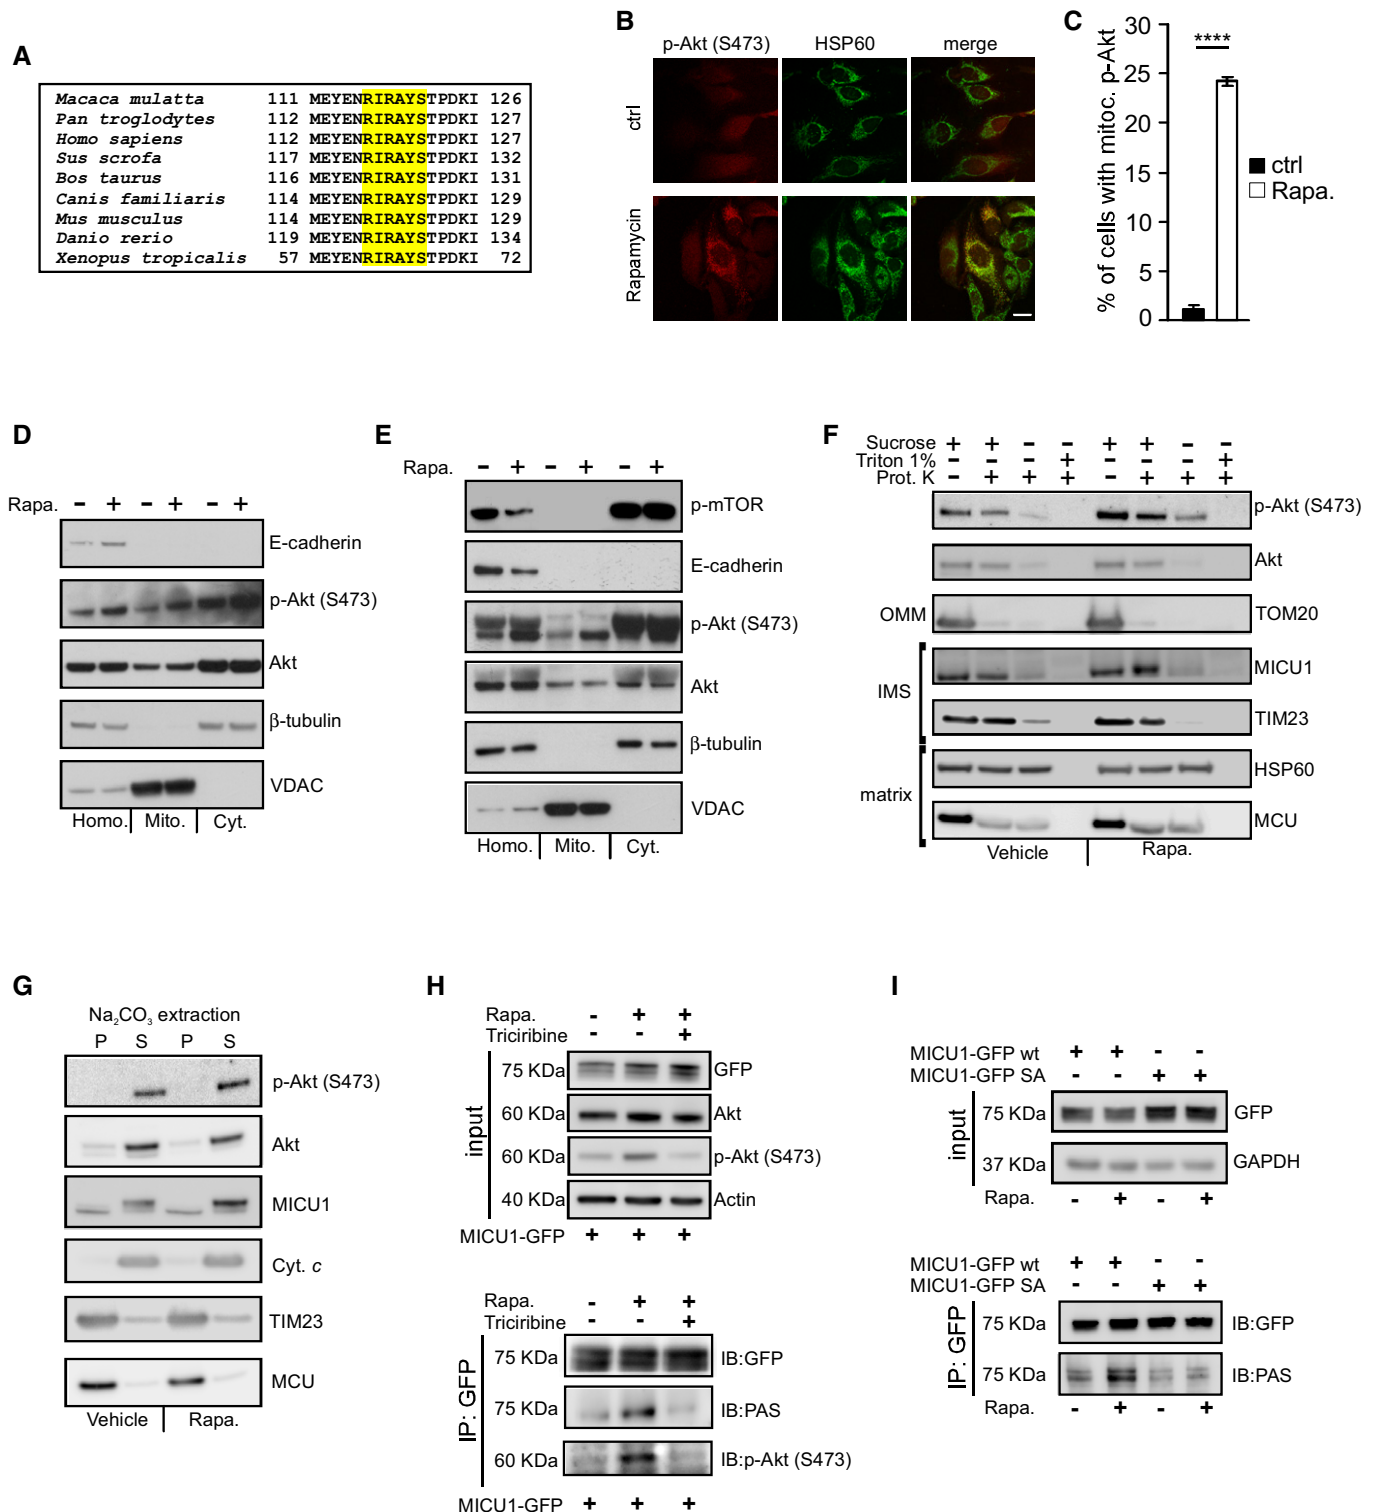 A
Macaca mulatta 111 MEYENRIRAYSTPDKI 126
Pan troglodytes 112 MEYENRIRAYSTPDKI 127
Homo sapiens 112 MEYENRIRAYSTPDKI 127
Sus scrofa 117 MEYENRIRAYSTPDKI 132
Bos taurus 116 MEYENRIRAYSTPDKI 131
Canis familiaris 114 MEYENRIRAYSTPDKI 129
Mus musculus 114 MEYENRIRAYSTPDKI 129
Danio rerio 119 MEYENRIRAYSTPDKI 134
Xenopus tropicalis 57 MEYENRIRAYSTPDKI 72
B
p-Akt (S473) HSP60 merge
ctrl
Rapamycin
C
% of cells with mitoc. p-Akt
30
25
20
15
10
5
0
****
ctrl
Rapa.
D
Rapa. - + - + - +
E-cadherin
p-Akt (S473)
Akt
β-tubulin
VDAC
Homo. Mito. Cyt.
E
Rapa. - + - + - +
p-mTOR
E-cadherin
p-Akt (S473)
Akt
β-tubulin
VDAC
Homo. Mito. Cyt.
F
Sucrose + + - - + + - -
Triton 1% - - - + - - - +
Prot. K - + + + - + + +
p-Akt (S473)
Akt
OMM TOM20
IMS
MICU1
TIM23
matrix
HSP60
MCU
Vehicle Rapa.
G
Na₂CO₃ extraction
P S P S
p-Akt (S473)
Akt
MICU1
Cyt. c
TIM23
MCU
Vehicle Rapa.
H
Rapa. - + +
Triciribine - - +
input
75 KDa GFP
60 KDa Akt
60 KDa p-Akt (S473)
40 KDa Actin
MICU1-GFP + + +
Rapa. - + +
Triciribine - - +
IP: GFP
75 KDa IB:GFP
75 KDa IB:PAS
60 KDa IB:p-Akt (S473)
MICU1-GFP + + +
I
MICU1-GFP wt + + - -
MICU1-GFP SA - - + +
input
75 KDa GFP
37 KDa GAPDH
Rapa. - + - +
MICU1-GFP wt + + - -
MICU1-GFP SA - - + +
IP: GFP
75 KDa IB:GFP
75 KDa IB:PAS
Rapa. - + - +